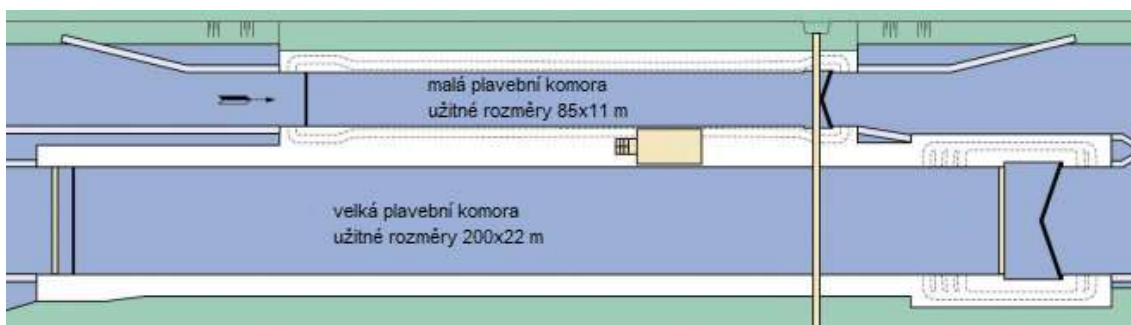 malá plavební komora
užitné rozměry 85x11 m
velká plavební komora
užitné rozměry 200x22 m